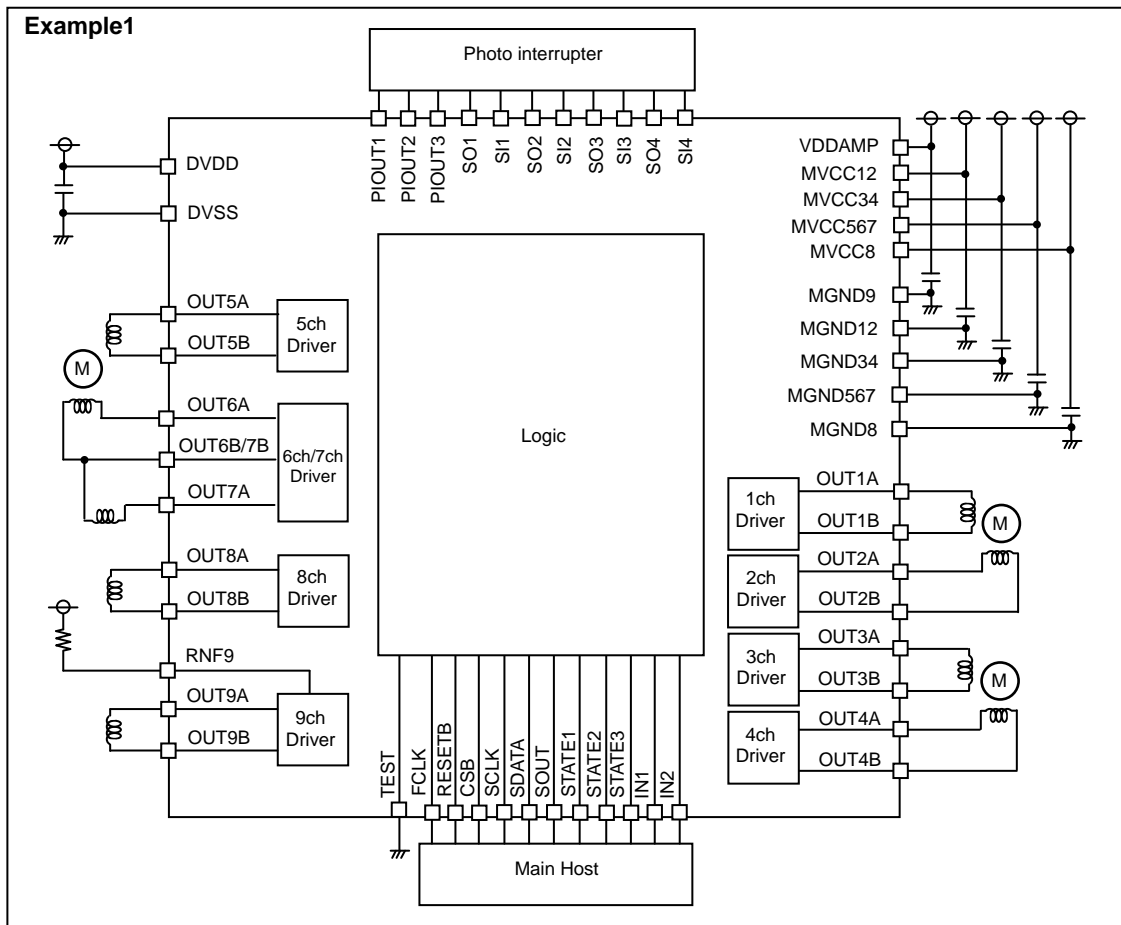 Example1
Photo interrupter
PIOUT1
PIOUT2
PIOUT3
SO1
SI1
SO2
SI2
SO3
SI3
SO4
SI4
DVDD
DVSS
VDDAMP
MVCC12
MVCC34
MVCC567
MVCC8
MGND9
MGND12
MGND34
MGND567
MGND8
OUT5A
OUT5B
5ch
Driver
M
OUT6A
OUT6B/7B
OUT7A
6ch/7ch
Driver
OUT8A
OUT8B
8ch
Driver
RNF9
OUT9A
OUT9B
9ch
Driver
Logic
OUT1A
OUT1B
1ch
Driver
M
OUT2A
OUT2B
2ch
Driver
OUT3A
OUT3B
3ch
Driver
M
OUT4A
OUT4B
4ch
Driver
TEST
FCLK
RESETB
CSB
SCLK
SDATA
SOUT
STATE1
STATE2
STATE3
IN1
IN2
Main Host